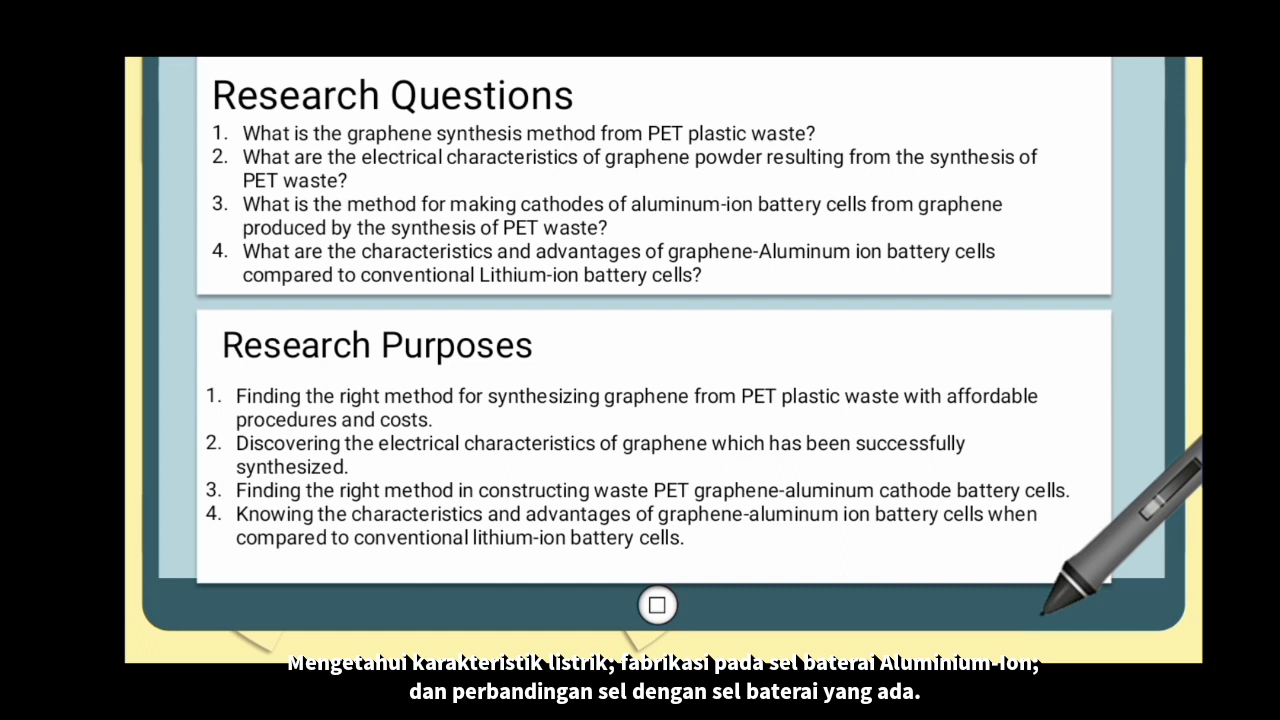 Research Questions
1. What is the graphene synthesis method from PET plastic waste?
2. What are the electrical characteristics of graphene powder resulting from the synthesis of
PET waste?
3. What is the method for making cathodes of aluminum-ion battery cells from graphene
produced by the synthesis of PET waste?
4. What are the characteristics and advantages of graphene-Aluminum ion battery cells
compared to conventional Lithium-ion battery cells?
Research Purposes
1. Finding the right method for synthesizing graphene from PET plastic waste with affordable
procedures and costs.
2. Discovering the electrical characteristics of graphene which has been successfully
synthesized.
3. Finding the right method in constructing waste PET graphene-aluminum cathode battery cells.
4. Knowing the characteristics and advantages of graphene-aluminum ion battery cells when
compared to conventional lithium-ion battery cells.
Mengetahui karakteristik listrik, fabrikasi pada sel baterai Aluminium-Ion,
dan perbandingan sel dengan sel baterai yang ada.